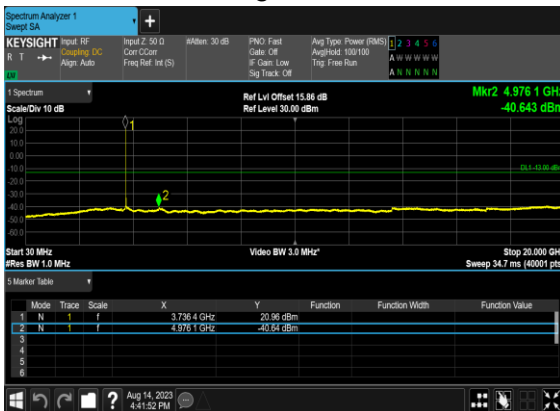 Spectrum Analyzer 1
Swept SA
+
KEYSIGHT Input: RF Input Z: 50 Ω #Atten: 30 dB PNO: Fast Avg Type: Power (RMS) 1 2 3 4 5 6
R T Coupling: DC Corr CCorr Gate: Off Avg|Hold: 100/100 A W W W W W
Align: Auto Freq Ref: Int (S) IF Gain: Low Trig: Free Run
Sig Track: Off A N N N N N
1 Spectrum Ref Lvl Offset 15.86 dB Mkr2 4.976 1 GHz
Scale/Div 10 dB Ref Level 30.00 dBm -40.643 dBm
Log
20.0
10.0
0.00
-10.0
-20.0
-30.0
-40.0
-50.0
-60.0
1
2
DL1 -13.00 dBm
Start 30 MHz Video BW 3.0 MHz* Stop 20.000 GHz
#Res BW 1.0 MHz Sweep 34.7 ms (40001 pts
5 Marker Table
Mode Trace Scale X Y Function Function Width Function Value
1 N 1 f 3.736 4 GHz 20.96 dBm
2 N 1 f 4.976 1 GHz -40.64 dBm
3
4
5
6
? Aug 14, 2023
4:41:52 PM